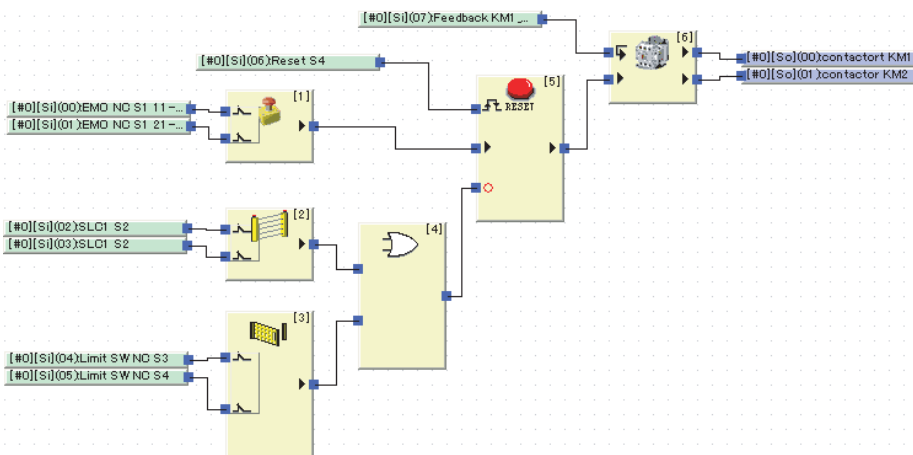 [#0][Si](07):Feedback KM1_...
[6]
[#0][So](00):contactort KM1
[#0][So](01):contactor KM2
[#0][Si](06):Reset S4
[5]
RESET
[#0][Si](00):EMO NC S1 11-...
[#0][Si](01):EMO NC S1 21-...
[1]
[#0][Si](02):SLC1 S2
[#0][Si](03):SLC1 S2
[2]
[4]
[3]
[#0][Si](04):Limit SW NC S3
[#0][Si](05):Limit SW NC S4